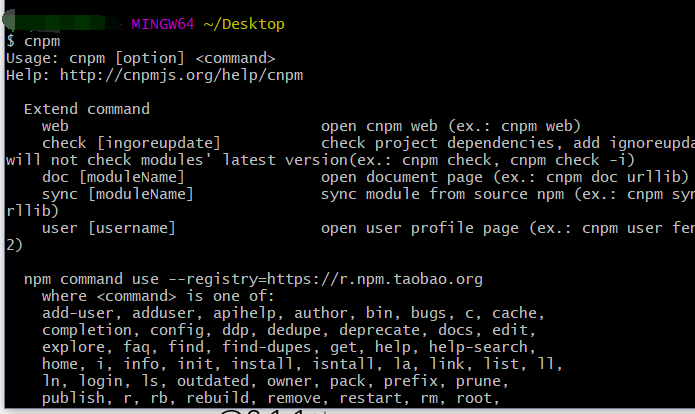 MINGW64 ~/Desktop
$ cnpm
Usage: cnpm [option] <command>
Help: http://cnpmjs.org/help/cnpm
Extend command
web open cnpm web (ex.: cnpm web)
check [ingoreupdate] check project dependencies, add ignoreupda
will not check modules' latest version(ex.: cnpm check, cnpm check -i)
doc [moduleName] open document page (ex.: cnpm doc urllib)
sync [moduleName] sync module from source npm (ex.: cnpm syn
rllib)
user [username] open user profile page (ex.: cnpm user fen
2)
npm command use --registry=https://r.npm.taobao.org
where <command> is one of:
add-user, adduser, apihelp, author, bin, bugs, c, cache,
completion, config, ddp, dedupe, deprecate, docs, edit,
explore, faq, find, find-dupes, get, help, help-search,
home, i, info, init, install, isntall, la, link, list, ll,
ln, login, ls, outdated, owner, pack, prefix, prune,
publish, r, rb, rebuild, remove, restart, rm, root,